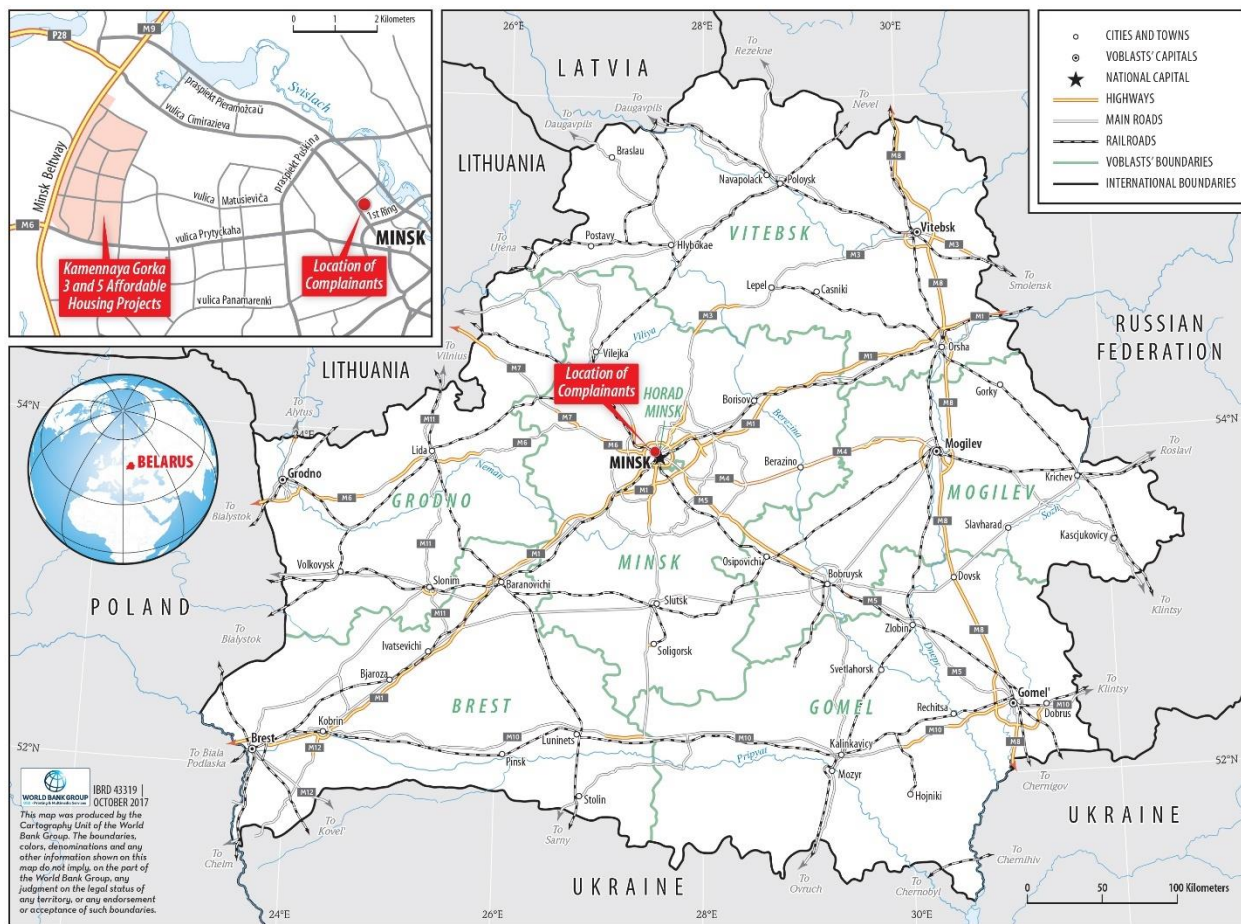 0 1 2 Kilometers
P28
M9
Svislach
praspiekt Pieramožcaŭ
vulica Cimirazieva
praspiekt Puškina
Minsk Beltway
vulica Matusieviča
1st Ring
M6
vulica Prytyckaha
MINSK
Kamennaya Gorka
3 and 5 Affordable
Housing Projects
Location of
Complainants
vulica Panamarenki
CITIES AND TOWNS
VOBLASTS' CAPITALS
NATIONAL CAPITAL
HIGHWAYS
MAIN ROADS
RAILROADS
VOBLASTS' BOUNDARIES
INTERNATIONAL BOUNDARIES
26°E
28°E
30°E
To
Rezekne
LATVIA
To
Daugavpils
To
Daugavpils
To
Nevel
LITHUANIA
Braslau
M8
Navapolack
Poloysk
VITEBSK
Vitebsk
Postavy
To
Utena
Hlybokae
M3
M3
M8
To
Smolensk
Lepel
Casniki
M3
M1
Viliya
Orsha
RUSSIAN
FEDERATION
LITHUANIA
To
Vilnius
Vilejka
M7
M1
Location of
Complainants
HORAD
MINSK
Gorky
54°N
To
Alytus
54°E
M11
M7
Borisov
M1
Berezina
M8
54°N
BELARUS
Lida
M6
M6
MINSK
Mogilev
Berazino
M4
M4
To
Roslavl
Grodno
Neman
M1
M5
Krichev
To
Bialystok
M6
GRODNO
MOGILEV
M8
Slavharad
Sozh
Kascjukovicy
M11
M1
Volkovysk
MINSK
Osipovichi
Slonim
Baranovichi
Bobruysk
Dovsk
POLAND
M11
Slutsk
M5
M8
To
Klintsy
To
Bialystok
Zlobin
Ivatsevichi
Soligorsk
Dnepr
Svetlahorsk
M5
Bjaroza
M1
Gomel'
To
Klintsy
BREST
GOMEL
Rechitsa
M10
Dobrus
Kobrin
52°N
Brest
M12
M10
Luninets
M10
Kalinkavicy
M10
M8
52°N
To Biala
Podlaska
Pinsk
Pripyat
Mozyr
To
Chernigov
WORLD BANK GROUP
IBRD 43319 |
OCTOBER 2017
M12
Stolin
Hojniki
This map was produced by the
Cartography Unit of the World
Bank Group. The boundaries,
colors, denominations and any
other information shown on this
map do not imply, on the part of
the World Bank Group, any
judgment on the legal status of
any territory, or any endorsement
or acceptance of such boundaries.
To
Kovel'
To
Sarny
UKRAINE
To
Chelm
To
Chernihiv
UKRAINE
To
Ovruch
To
Chernobyl
0 50 100 Kilometers
24°E
26°E
28°E
30°E